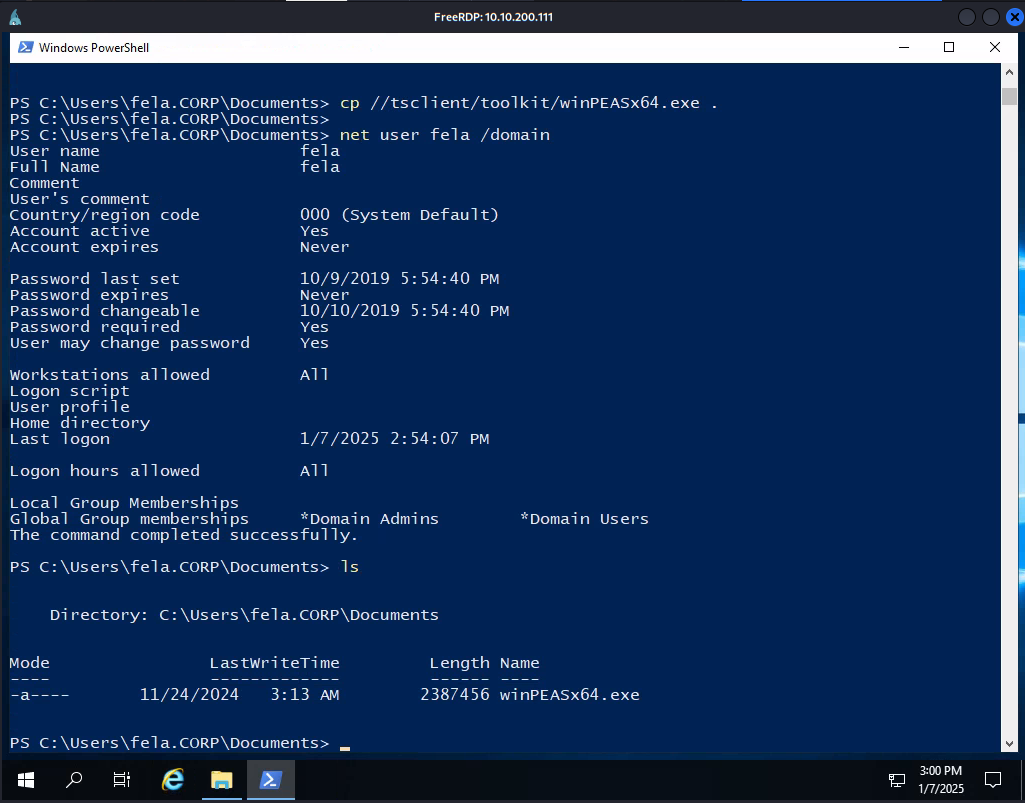 FreeRDP: 10.10.200.111
Windows PowerShell
PS C:\Users\fela.CORP\Documents> cp //tsclient/toolkit/winPEASx64.exe .
PS C:\Users\fela.CORP\Documents>
PS C:\Users\fela.CORP\Documents> net user fela /domain
User name                    fela
Full Name                    fela
Comment
User's comment
Country/region code          000 (System Default)
Account active               Yes
Account expires              Never
Password last set            10/9/2019 5:54:40 PM
Password expires             Never
Password changeable          10/10/2019 5:54:40 PM
Password required            Yes
User may change password     Yes
Workstations allowed         All
Logon script
User profile
Home directory
Last logon                   1/7/2025 2:54:07 PM
Logon hours allowed          All
Local Group Memberships
Global Group memberships     *Domain Admins        *Domain Users
The command completed successfully.
PS C:\Users\fela.CORP\Documents> ls
    Directory: C:\Users\fela.CORP\Documents
Mode                LastWriteTime         Length Name
----                -------------         ------ ----
-a----       11/24/2024   3:13 AM        2387456 winPEASx64.exe
PS C:\Users\fela.CORP\Documents>
3:00 PM
1/7/2025